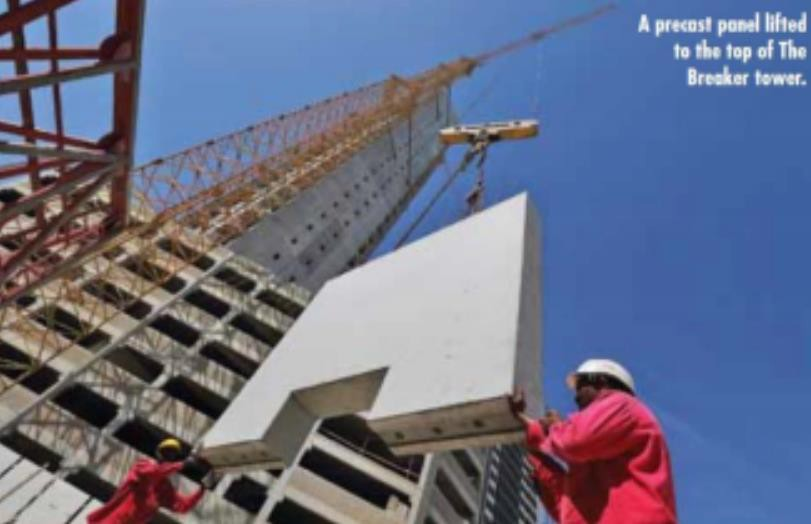 A precast panel lifted
to the top of The
Breaker tower.